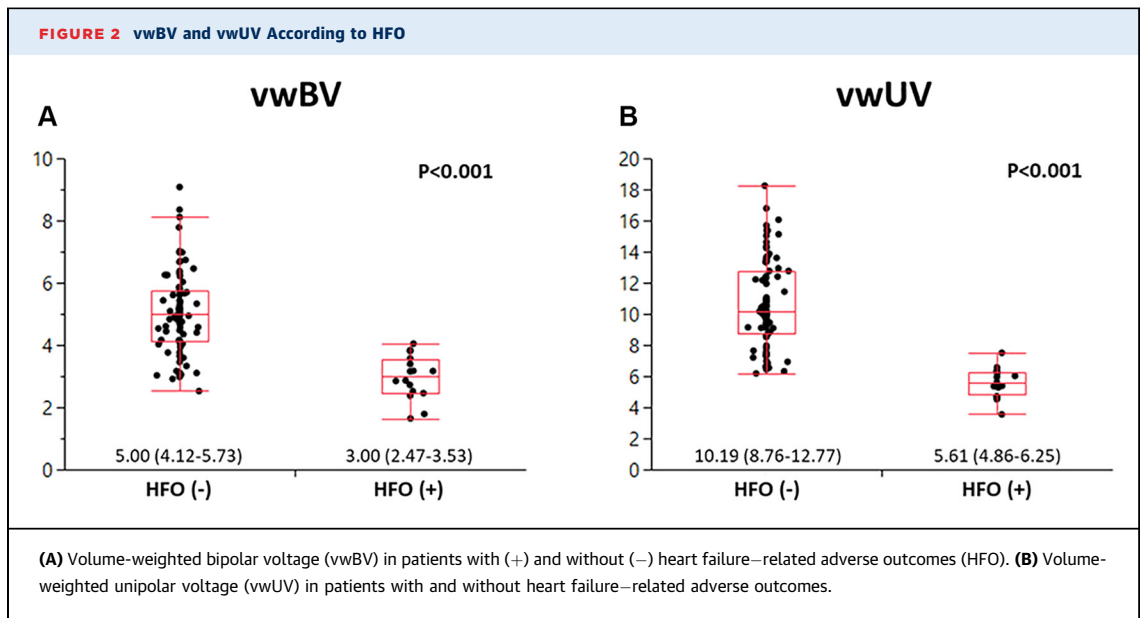 FIGURE 2 vwBV and vwUV According to HFO
vwBV
A
P<0.001
10
8
6
4
2
0
5.00 (4.12-5.73)
3.00 (2.47-3.53)
HFO (-)
HFO (+)
vwUV
B
P<0.001
20
18
16
14
12
10
8
6
4
2
0
10.19 (8.76-12.77)
5.61 (4.86-6.25)
HFO (-)
HFO (+)
(A) Volume-weighted bipolar voltage (vwBV) in patients with (+) and without (−) heart failure–related adverse outcomes (HFO). (B) Volume-
weighted unipolar voltage (vwUV) in patients with and without heart failure–related adverse outcomes.